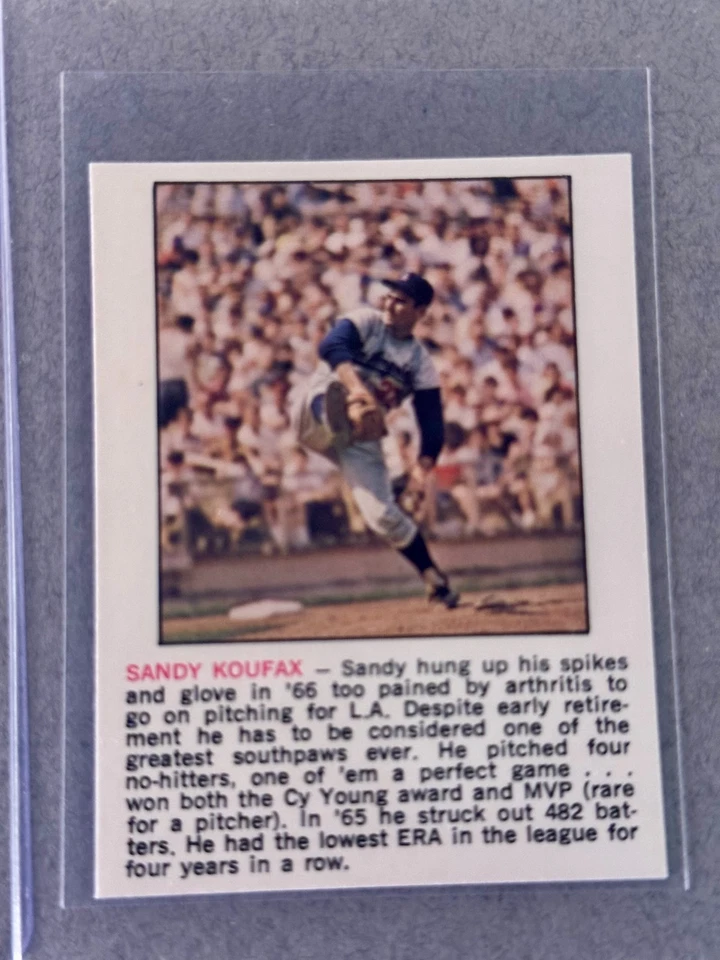 SANDY KOUFAX — Sandy hung up his spikes
and glove in '66 too pained by arthritis to
go on pitching for L.A. Despite early retire-
ment he has to be considered one of the
greatest southpaws ever. He pitched four
no-hitters, one of 'em a perfect game . . .
won both the Cy Young award and MVP (rare
for a pitcher). In '65 he struck out 482 bat-
ters. He had the lowest ERA in the league for
four years in a row.